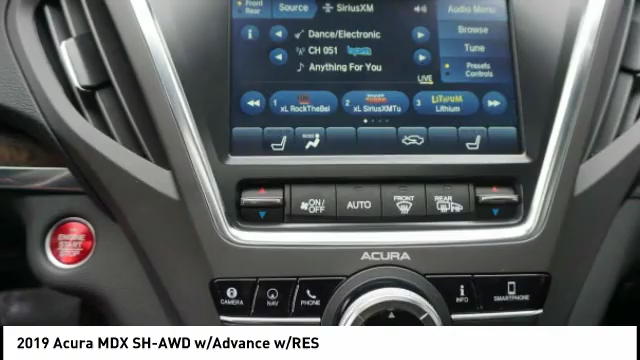 Front
Rear
Source
SiriusXM
Audio Menu
i
Dance/Electronic
Browse
CH 051
bpm
Tune
Anything For You
LIVE
Presets
Controls
1
xL RockTheBel
2
xL SiriusXMTu
3
LITHIUM
Lithium
MODE
ON/
OFF
AUTO
FRONT
REAR
ENGINE
START
STOP
ACURA
CAMERA
NAV
PHONE
INFO
SMARTPHONE
2019 Acura MDX SH-AWD w/Advance w/RES